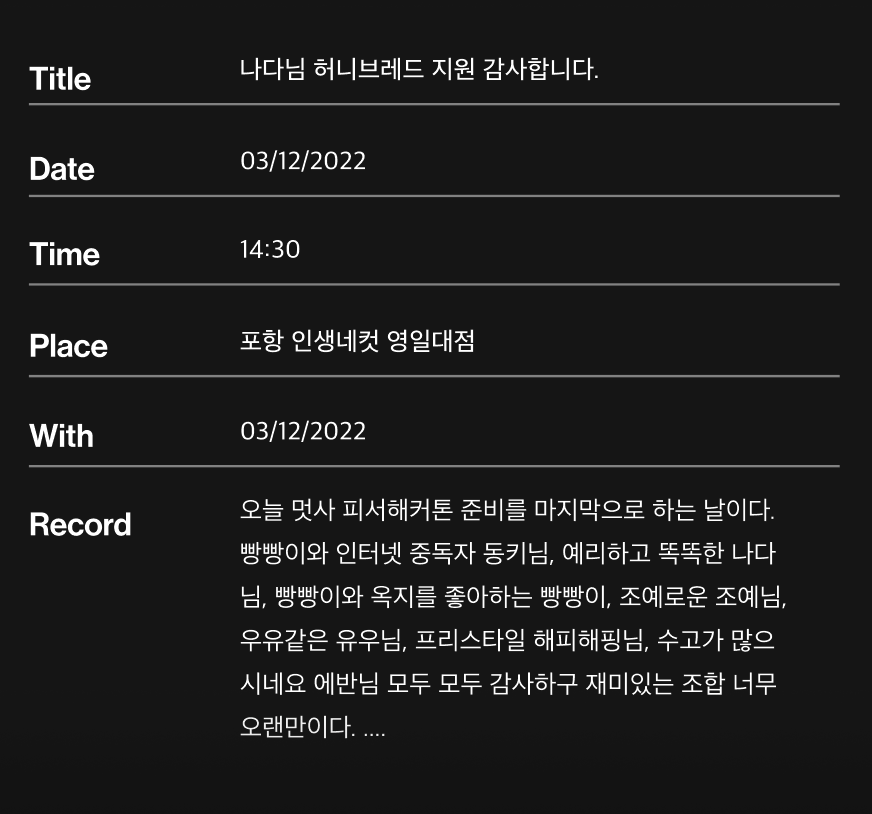 Title 나다님 허니브레드 지원 감사합니다.
Date 03/12/2022
Time 14:30
Place 포항 인생네컷 영일대점
With 03/12/2022
Record 오늘 멋사 피서해커톤 준비를 마지막으로 하는 날이다.
빵빵이와 인터넷 중독자 동키님, 예리하고 똑똑한 나다
님, 빵빵이와 옥지를 좋아하는 빵빵이, 조예로운 조예님,
우유같은 유우님, 프리스타일 해피해핑님, 수고가 많으
시네요 에반님 모두 모두 감사하구 재미있는 조합 너무
오랜만이다. ....